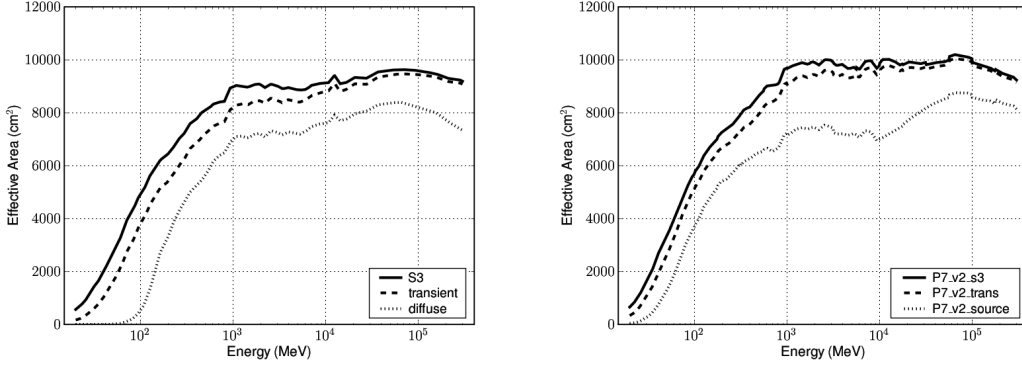 12000
10000
8000
6000
4000
2000
0
Effective Area (cm²)
10² 10³ 10⁴ 10⁵
Energy (MeV)
S3
transient
diffuse
12000
10000
8000
6000
4000
2000
0
Effective Area (cm²)
10² 10³ 10⁴ 10⁵
Energy (MeV)
P7_v2_s3
P7_v2_trans
P7_v2_source